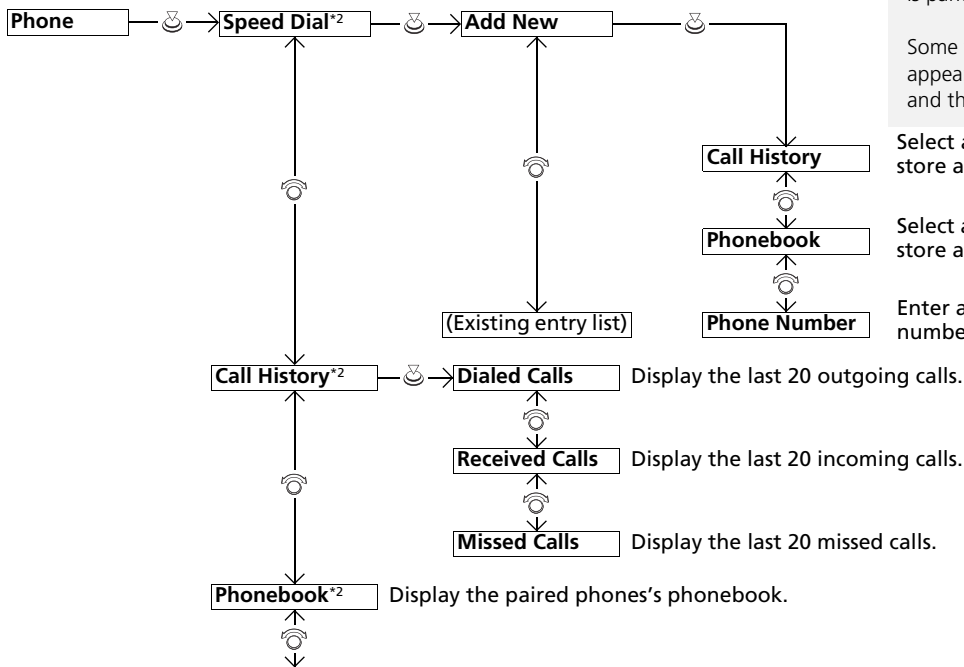 Phone
Speed Dial*2
Add New
Some
appea
and th
Call History
Select a
store a
Phonebook
Select a
store a
(Existing entry list)
Phone Number
Enter a
numbe
Call History*2
Dialed Calls
Display the last 20 outgoing calls.
Received Calls
Display the last 20 incoming calls.
Missed Calls
Display the last 20 missed calls.
Phonebook*2
Display the paired phones's phonebook.